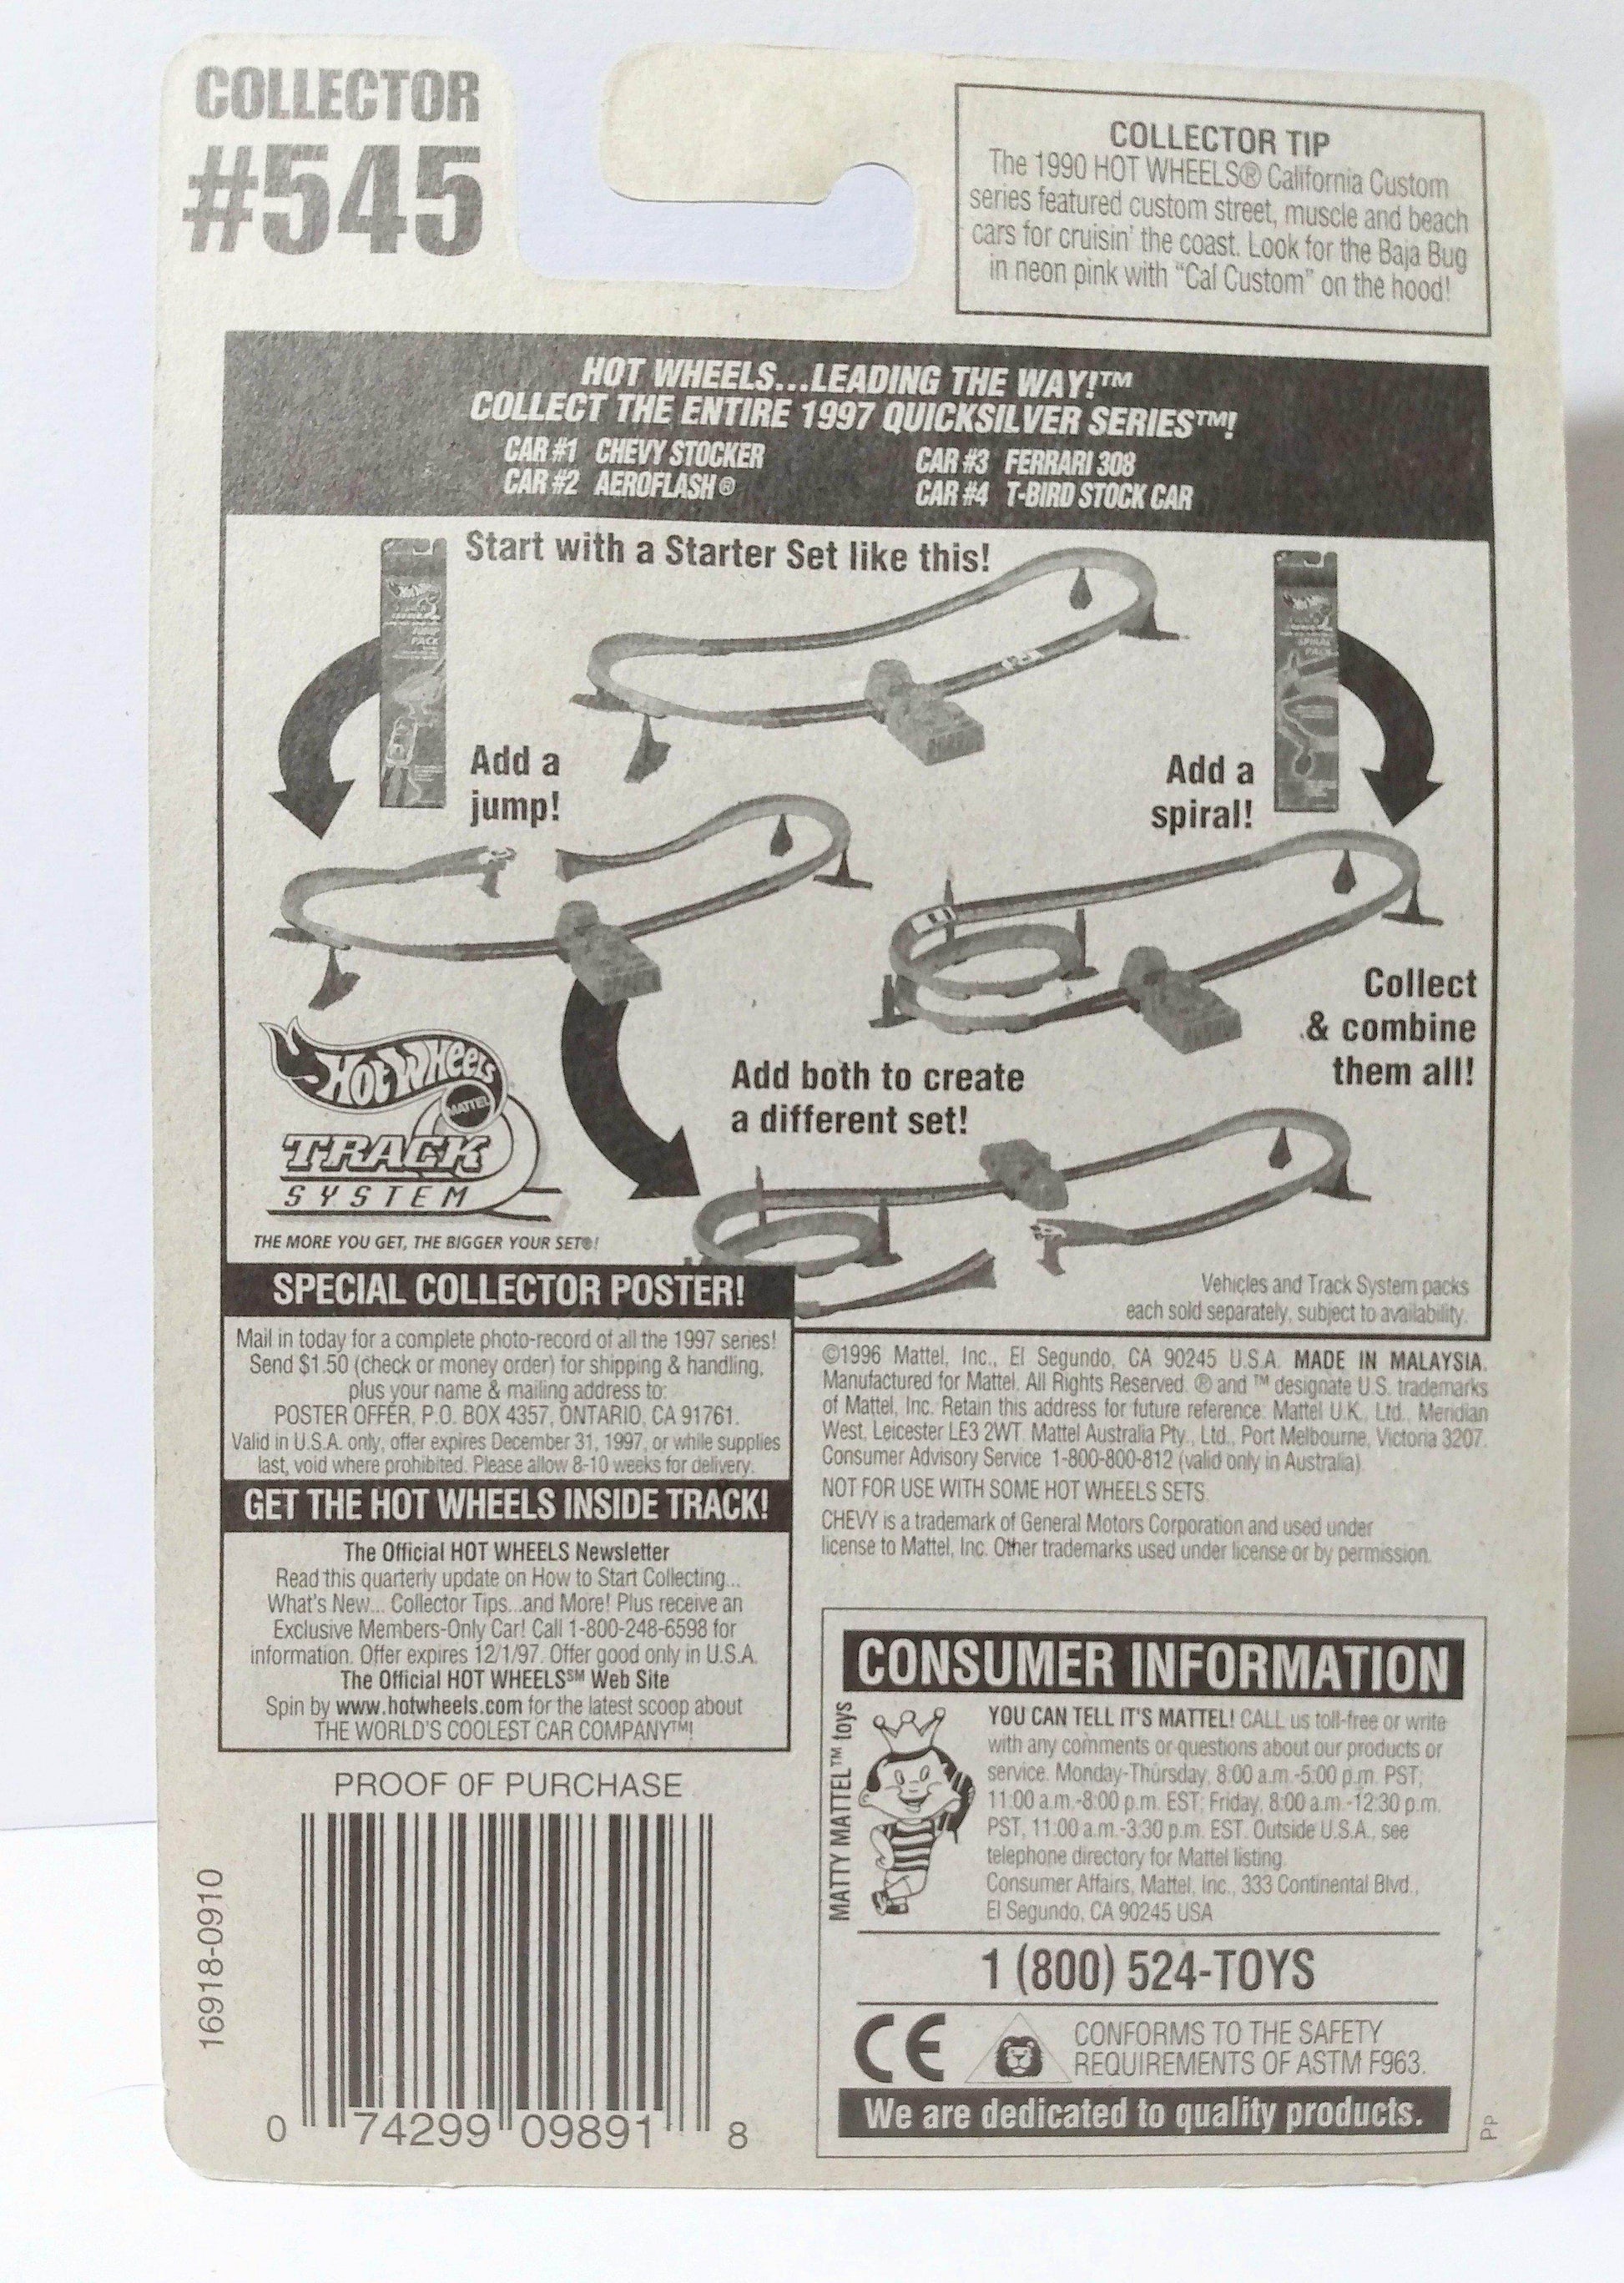 COLLECTOR
#545
COLLECTOR TIP
The 1990 HOT WHEELS® California Custom
series featured custom street, muscle and beach
cars for cruisin' the coast. Look for the Baja Bug
in neon pink with "Cal Custom" on the hood!
HOT WHEELS...LEADING THE WAY!™
COLLECT THE ENTIRE 1997 QUICKSILVER SERIES™!
CAR #1 CHEVY STOCKER
CAR #2 AEROFLASH®
CAR #3 FERRARI 308
CAR #4 T-BIRD STOCK CAR
Start with a Starter Set like this!
Hot Wheels
JUMP
PACK
Hot Wheels
SPIRAL
PACK
Add a
jump!
Add a
spiral!
Collect
& combine
them all!
Add both to create
a different set!
Hot Wheels
MATTEL
TRACK
SYSTEM
THE MORE YOU GET, THE BIGGER YOUR SET®!
Vehicles and Track System packs
each sold separately, subject to availability.
SPECIAL COLLECTOR POSTER!
Mail in today for a complete photo-record of all the 1997 series!
Send $1.50 (check or money order) for shipping & handling,
plus your name & mailing address to:
POSTER OFFER, P.O. BOX 4357, ONTARIO, CA 91761.
Valid in U.S.A. only, offer expires December 31, 1997, or while supplies
last, void where prohibited. Please allow 8-10 weeks for delivery.
GET THE HOT WHEELS INSIDE TRACK!
The Official HOT WHEELS Newsletter
Read this quarterly update on How to Start Collecting...
What's New... Collector Tips...and More! Plus receive an
Exclusive Members-Only Car! Call 1-800-248-6598 for
information. Offer expires 12/1/97. Offer good only in U.S.A.
The Official HOT WHEELS℠ Web Site
Spin by www.hotwheels.com for the latest scoop about
THE WORLD'S COOLEST CAR COMPANY™!
©1996 Mattel, Inc., El Segundo, CA 90245 U.S.A. MADE IN MALAYSIA.
Manufactured for Mattel. All Rights Reserved. ® and ™ designate U.S. trademarks
of Mattel, Inc. Retain this address for future reference: Mattel U.K., Ltd., Meridian
West, Leicester LE3 2WT. Mattel Australia Pty., Ltd., Port Melbourne, Victoria 3207.
Consumer Advisory Service 1-800-800-812 (valid only in Australia).
NOT FOR USE WITH SOME HOT WHEELS SETS.
CHEVY is a trademark of General Motors Corporation and used under
license to Mattel, Inc. Other trademarks used under license or by permission.
CONSUMER INFORMATION
MATTY MATTEL™ toys
YOU CAN TELL IT'S MATTEL! CALL us toll-free or write
with any comments or questions about our products or
service. Monday-Thursday, 8:00 a.m.-5:00 p.m. PST;
11:00 a.m.-8:00 p.m. EST; Friday, 8:00 a.m.-12:30 p.m.
PST, 11:00 a.m.-3:30 p.m. EST. Outside U.S.A., see
telephone directory for Mattel listing.
Consumer Affairs, Mattel, Inc., 333 Continental Blvd.,
El Segundo, CA 90245 USA
1 (800) 524-TOYS
CE
CONFORMS TO THE SAFETY
REQUIREMENTS OF ASTM F963.
We are dedicated to quality products.
PP
PROOF OF PURCHASE
16918-0910
0 74299 09891 8